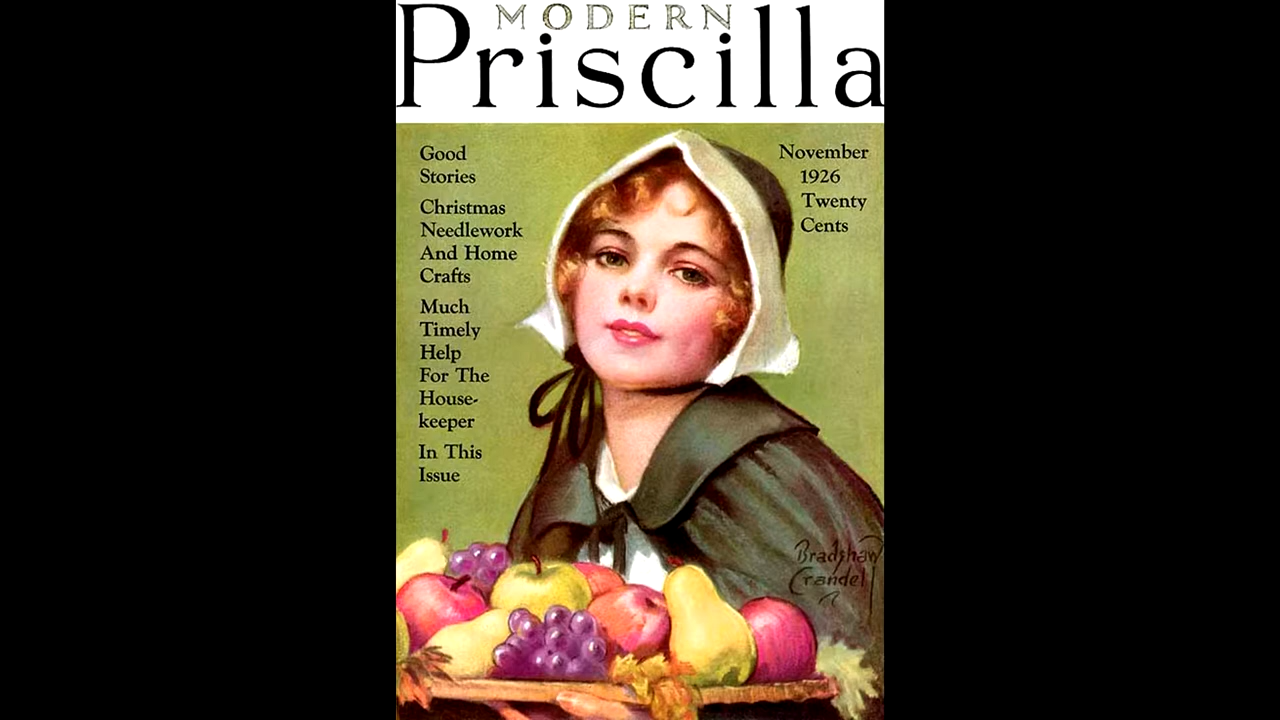 MODERN
Priscilla
Good
Stories
Christmas
Needlework
And Home
Crafts
Much
Timely
Help
For The
House-
keeper
In This
Issue
November
1926
Twenty
Cents
Bradshaw
Crandell